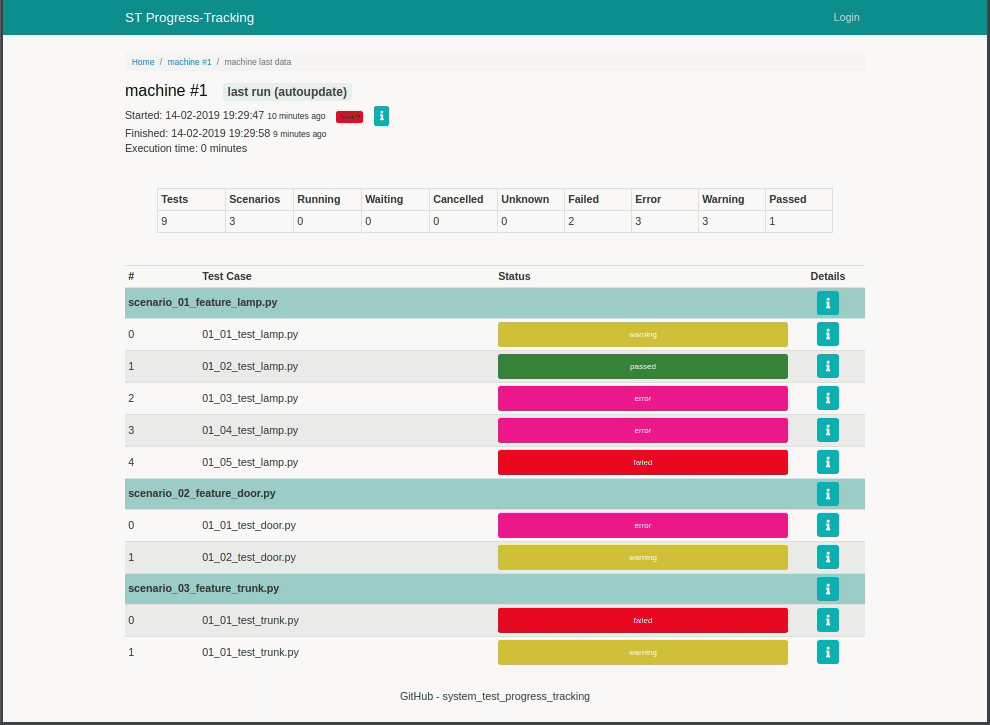 ST Progress-Tracking Login
Home / machine #1 / machine last data
machine #1 last run (autoupdate)
Started: 14-02-2019 19:29:47 10 minutes ago
Finished: 14-02-2019 19:29:58 9 minutes ago
Execution time: 0 minutes
Tests Scenarios Running Waiting Cancelled Unknown Failed Error Warning Passed
9 3 0 0 0 0 2 3 3 1
# Test Case Status Details
scenario_01_feature_lamp.py
0 01_01_test_lamp.py warning
1 01_02_test_lamp.py passed
2 01_03_test_lamp.py error
3 01_04_test_lamp.py error
4 01_05_test_lamp.py failed
scenario_02_feature_door.py
0 01_01_test_door.py error
1 01_02_test_door.py warning
scenario_03_feature_trunk.py
0 01_01_test_trunk.py failed
1 01_01_test_trunk.py warning
GitHub - system_test_progress_tracking